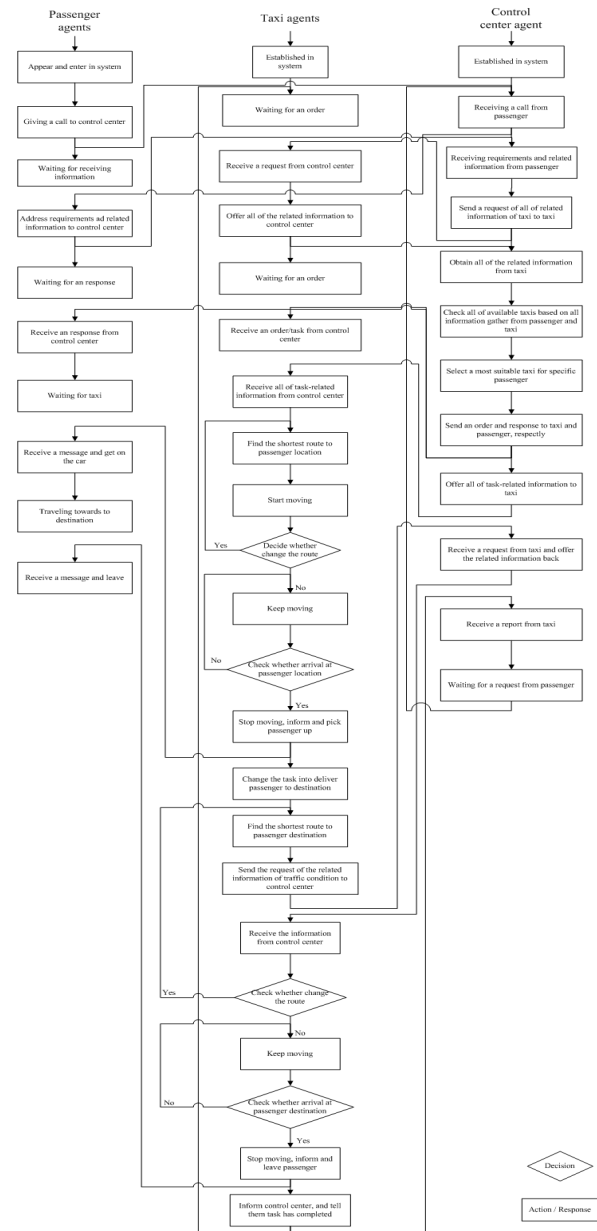 Passenger
agents
Appear and enter in system
Giving a call to control center
Waiting for receiving
information
Address requirements ad related
information to control center
Waiting for an response
Receive an response from
control center
Waiting for taxi
Receive a message and get on
the car
Traveling towards to
destination
Receive a message and leave
Taxi agents
Established in
system
Waiting for an order
Receive a request from control center
Offer all of the related information to
control center
Waiting for an order
Receive an order/task from control
center
Receive all of task-related
information from control center
Find the shortest route to
passenger location
Start moving
Decide whether
change the route
Yes
No
Keep moving
Check whether arrival at
passenger location
No
Yes
Stop moving, inform and pick
passenger up
Change the task into deliver
passenger to destination
Find the shortest route to
passenger destination
Send the request of the related
information of traffic condition to
control center
Receive the information
from control center
Check whether change
the route
Yes
No
Keep moving
Check whether arrival at
passenger destination
No
Yes
Stop moving, inform and
leave passenger
Inform control center, and tell
them task has completed
Control
center agent
Established in system
Receiving a call from
passenger
Receiving requirements and related
information from passenger
Send a request of all of related
information of taxi to taxi
Obtain all of the related information
from taxi
Check all of available taxis based on all
information gather from passenger and
taxi
Select a most suitable taxi for specific
passenger
Send an order and response to taxi and
passenger, respectly
Offer all of task-related information to
taxi
Receive a request from taxi and offer
the related information back
Receive a report from taxi
Waiting for a request from passenger
Decision
Action / Response